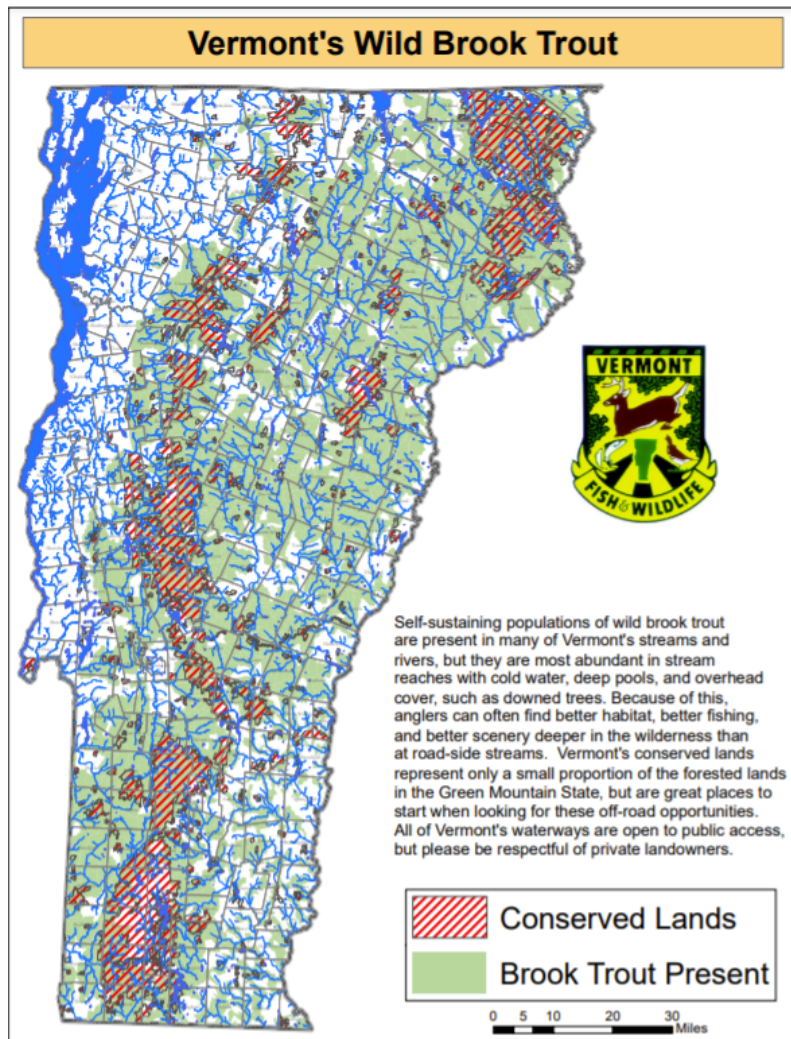 Vermont's Wild Brook Trout
VERMONT
FISH & WILDLIFE
Self-sustaining populations of wild brook trout
are present in many of Vermont's streams and
rivers, but they are most abundant in stream
reaches with cold water, deep pools, and overhead
cover, such as downed trees. Because of this,
anglers can often find better habitat, better fishing,
and better scenery deeper in the wilderness than
at road-side streams. Vermont's conserved lands
represent only a small proportion of the forested lands
in the Green Mountain State, but are great places to
start when looking for these off-road opportunities.
All of Vermont's waterways are open to public access,
but please be respectful of private landowners.
Conserved Lands
Brook Trout Present
0 5 10 20 30
Miles